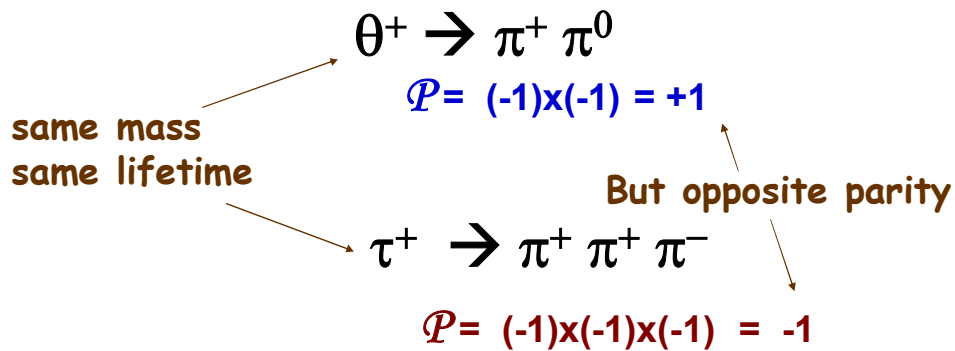 θ⁺ → π⁺ π⁰
𝒫 = (-1)x(-1) = +1
same mass
same lifetime
But opposite parity
τ⁺ → π⁺ π⁺ π⁻
𝒫 = (-1)x(-1)x(-1) = -1